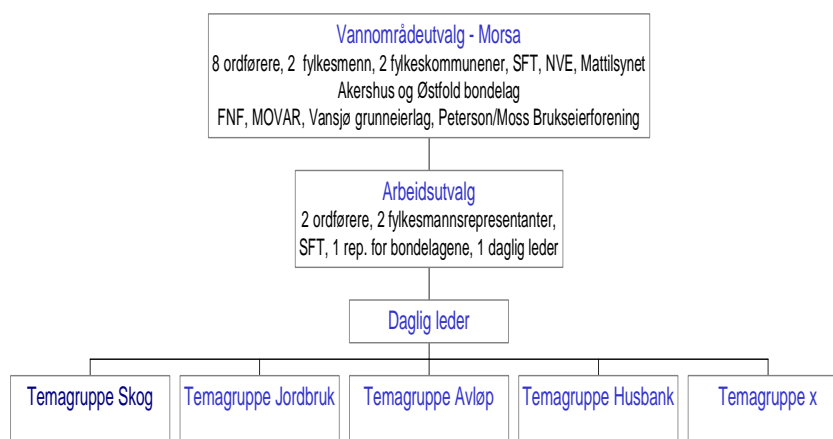 Vannområdeutvalg - Morsa
8 ordførere, 2 fylkesmenn, 2 fylkeskommunener, SFT, NVE, Mattilsynet
Akershus og Østfold bondelag
FNF, MOVAR, Vansjø grunneierlag, Peterson/Moss Brukseierforening
Arbeidsutvalg
2 ordførere, 2 fylkesmannsrepresentanter,
SFT, 1 rep. for bondelagene, 1 daglig leder
Daglig leder
Temagruppe Skog
Temagruppe Jordbruk
Temagruppe Avløp
Temagruppe Husbank
Temagruppe x